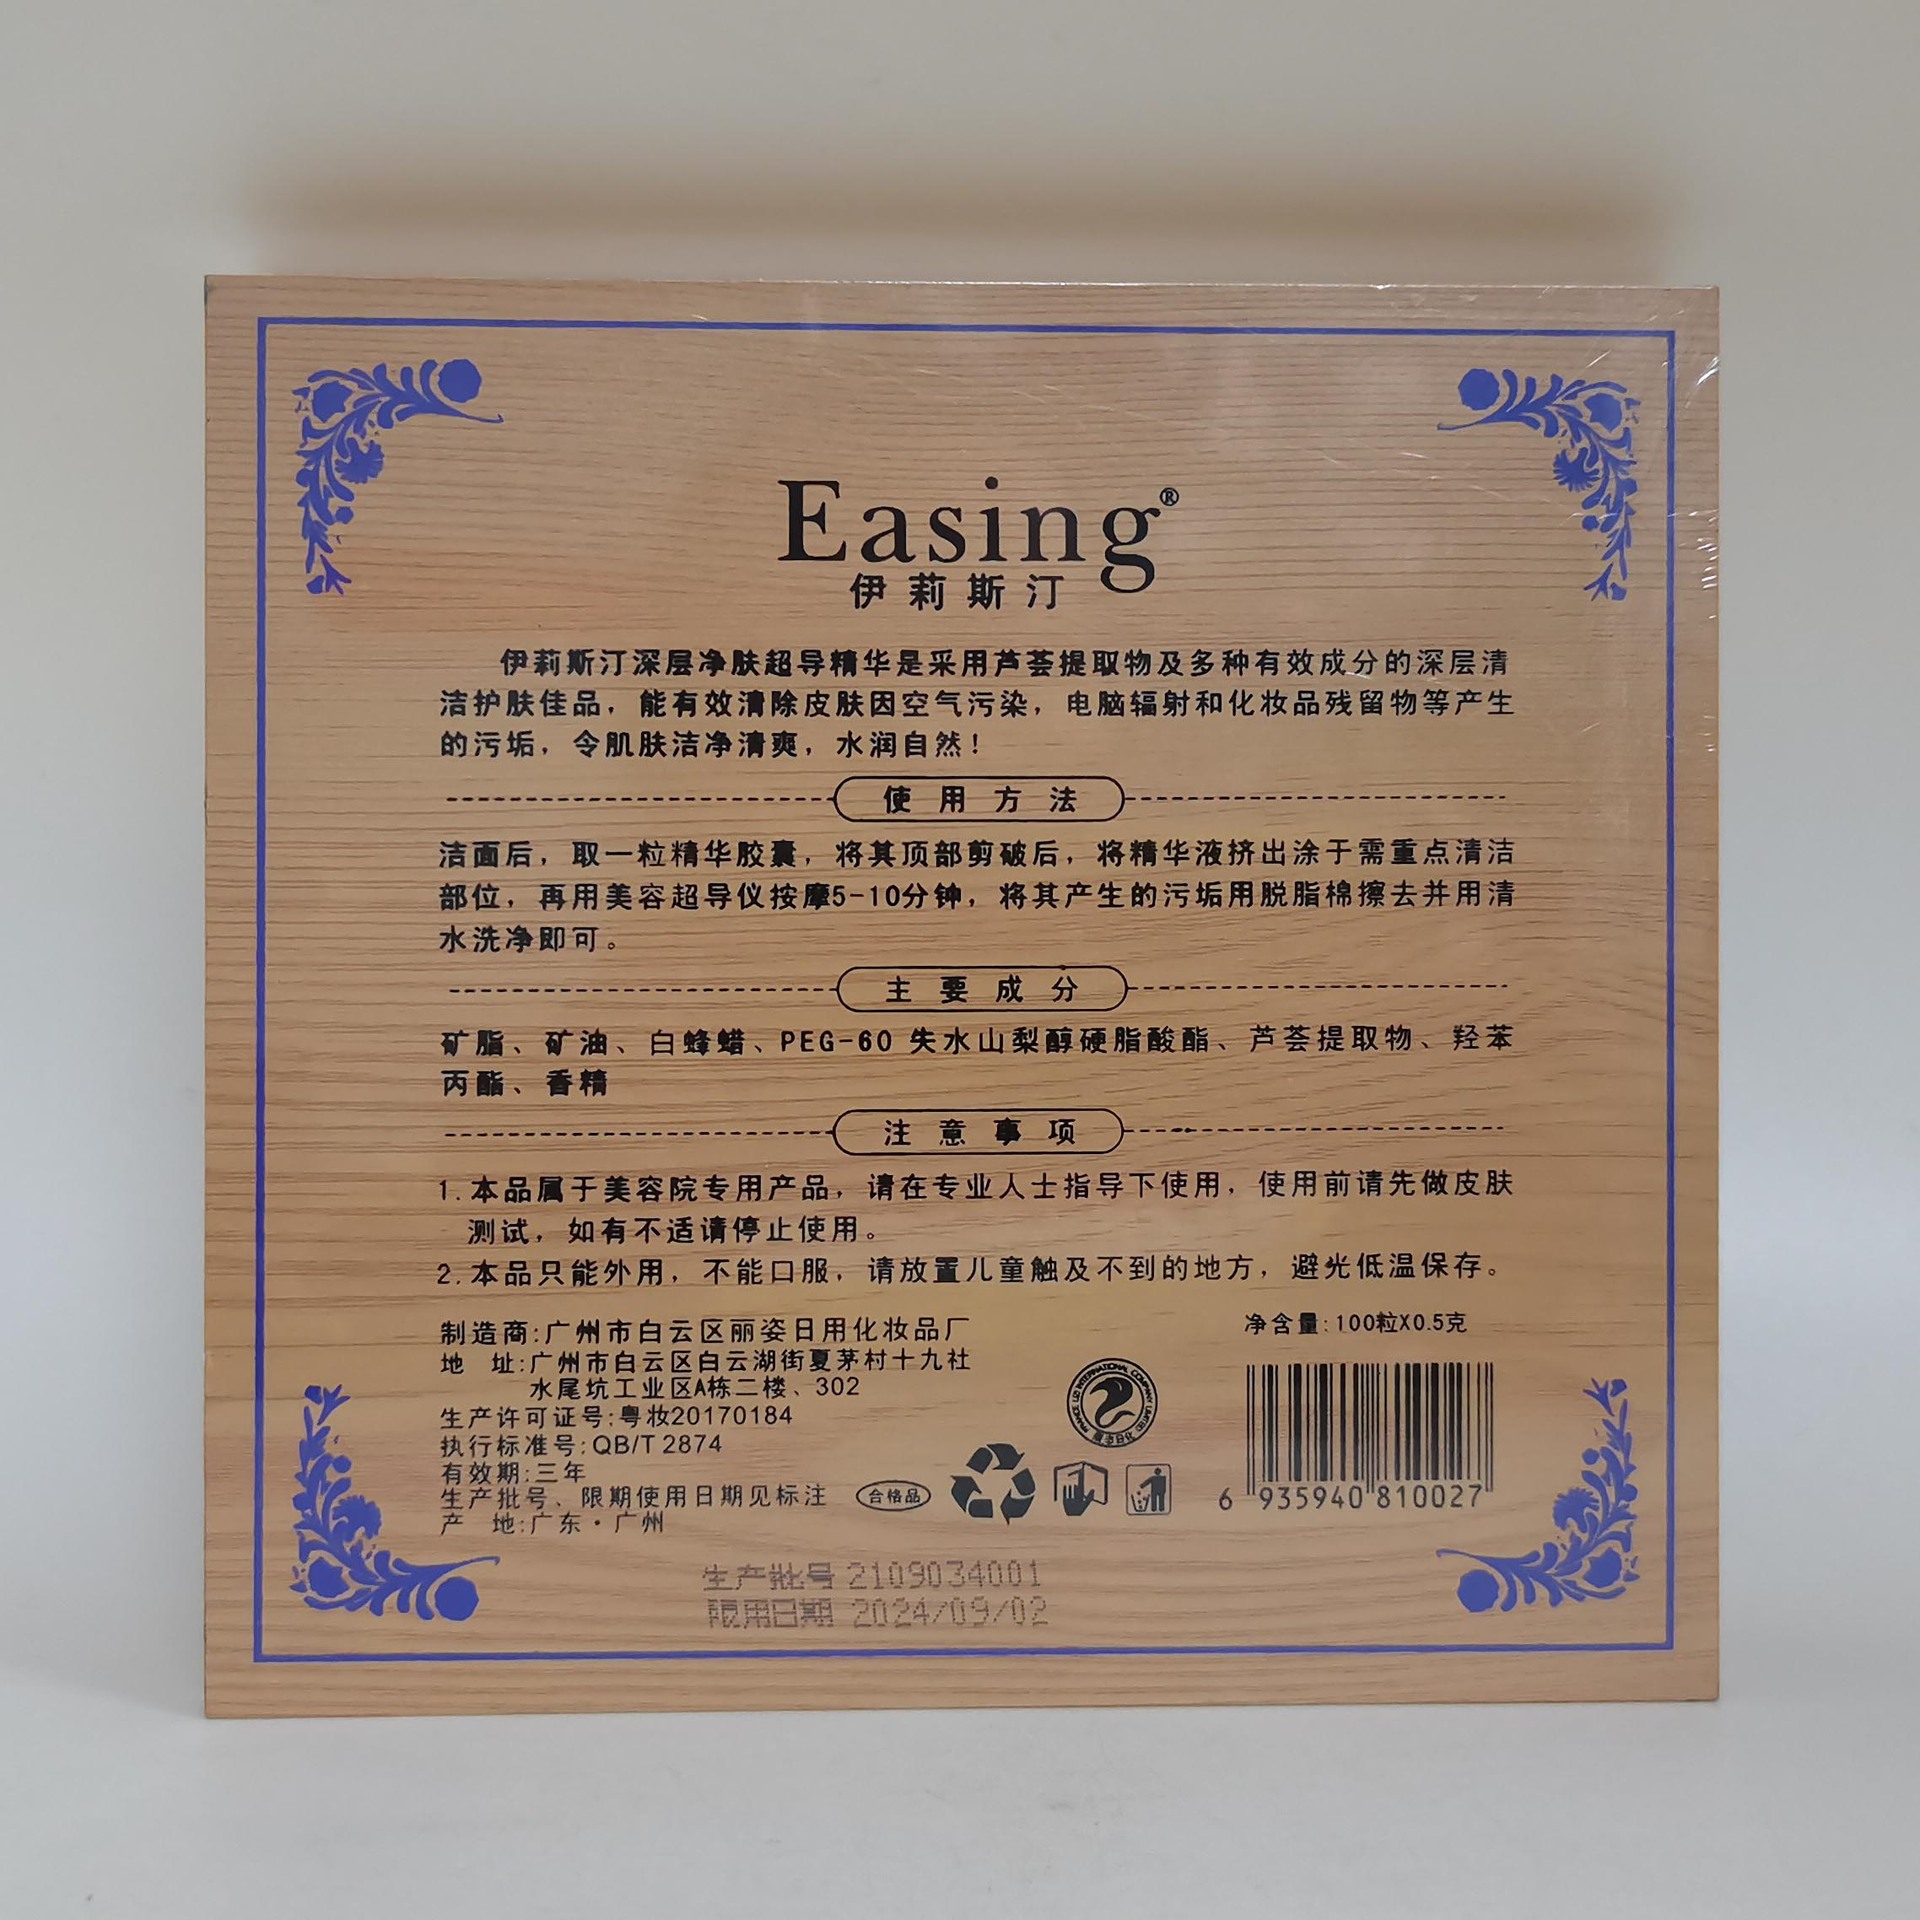 Easing®
伊莉斯汀
伊莉斯汀深层净肤超导精华是采用芦荟提取物及多种有效成分的深层清
洁护肤佳品，能有效清除皮肤因空气污染，电脑辐射和化妆品残留物等产生
的污垢，令肌肤洁净清爽，水润自然！
使用方法
洁面后，取一粒精华胶囊，将其顶部剪破后，将精华液挤出涂于需重点清洁
部位，再用美容超导仪按摩5-10分钟，将其产生的污垢用脱脂棉擦去并用清
水洗净即可。
主要成分
矿脂、矿油、白蜂蜡、PEG-60 失水山梨醇硬脂酸酯、芦荟提取物、羟苯
丙酯、香精
注意事项
1.本品属于美容院专用产品，请在专业人士指导下使用，使用前请先做皮肤
测试，如有不适请停止使用。
2.本品只能外用，不能口服，请放置儿童触及不到的地方，避光低温保存。
制造商:广州市白云区丽姿日用化妆品厂
地 址:广州市白云区白云湖街夏茅村十九社
水尾坑工业区A栋二楼、302
生产许可证号:粤妆20170184
执行标准号:QB/T 2874
有效期:三年
生产批号、限期使用日期见标注
产 地:广东·广州
合格品
净含量:100粒X0.5克
6 935940 810027
生产批号 2109034001
限用日期 2024/09/02